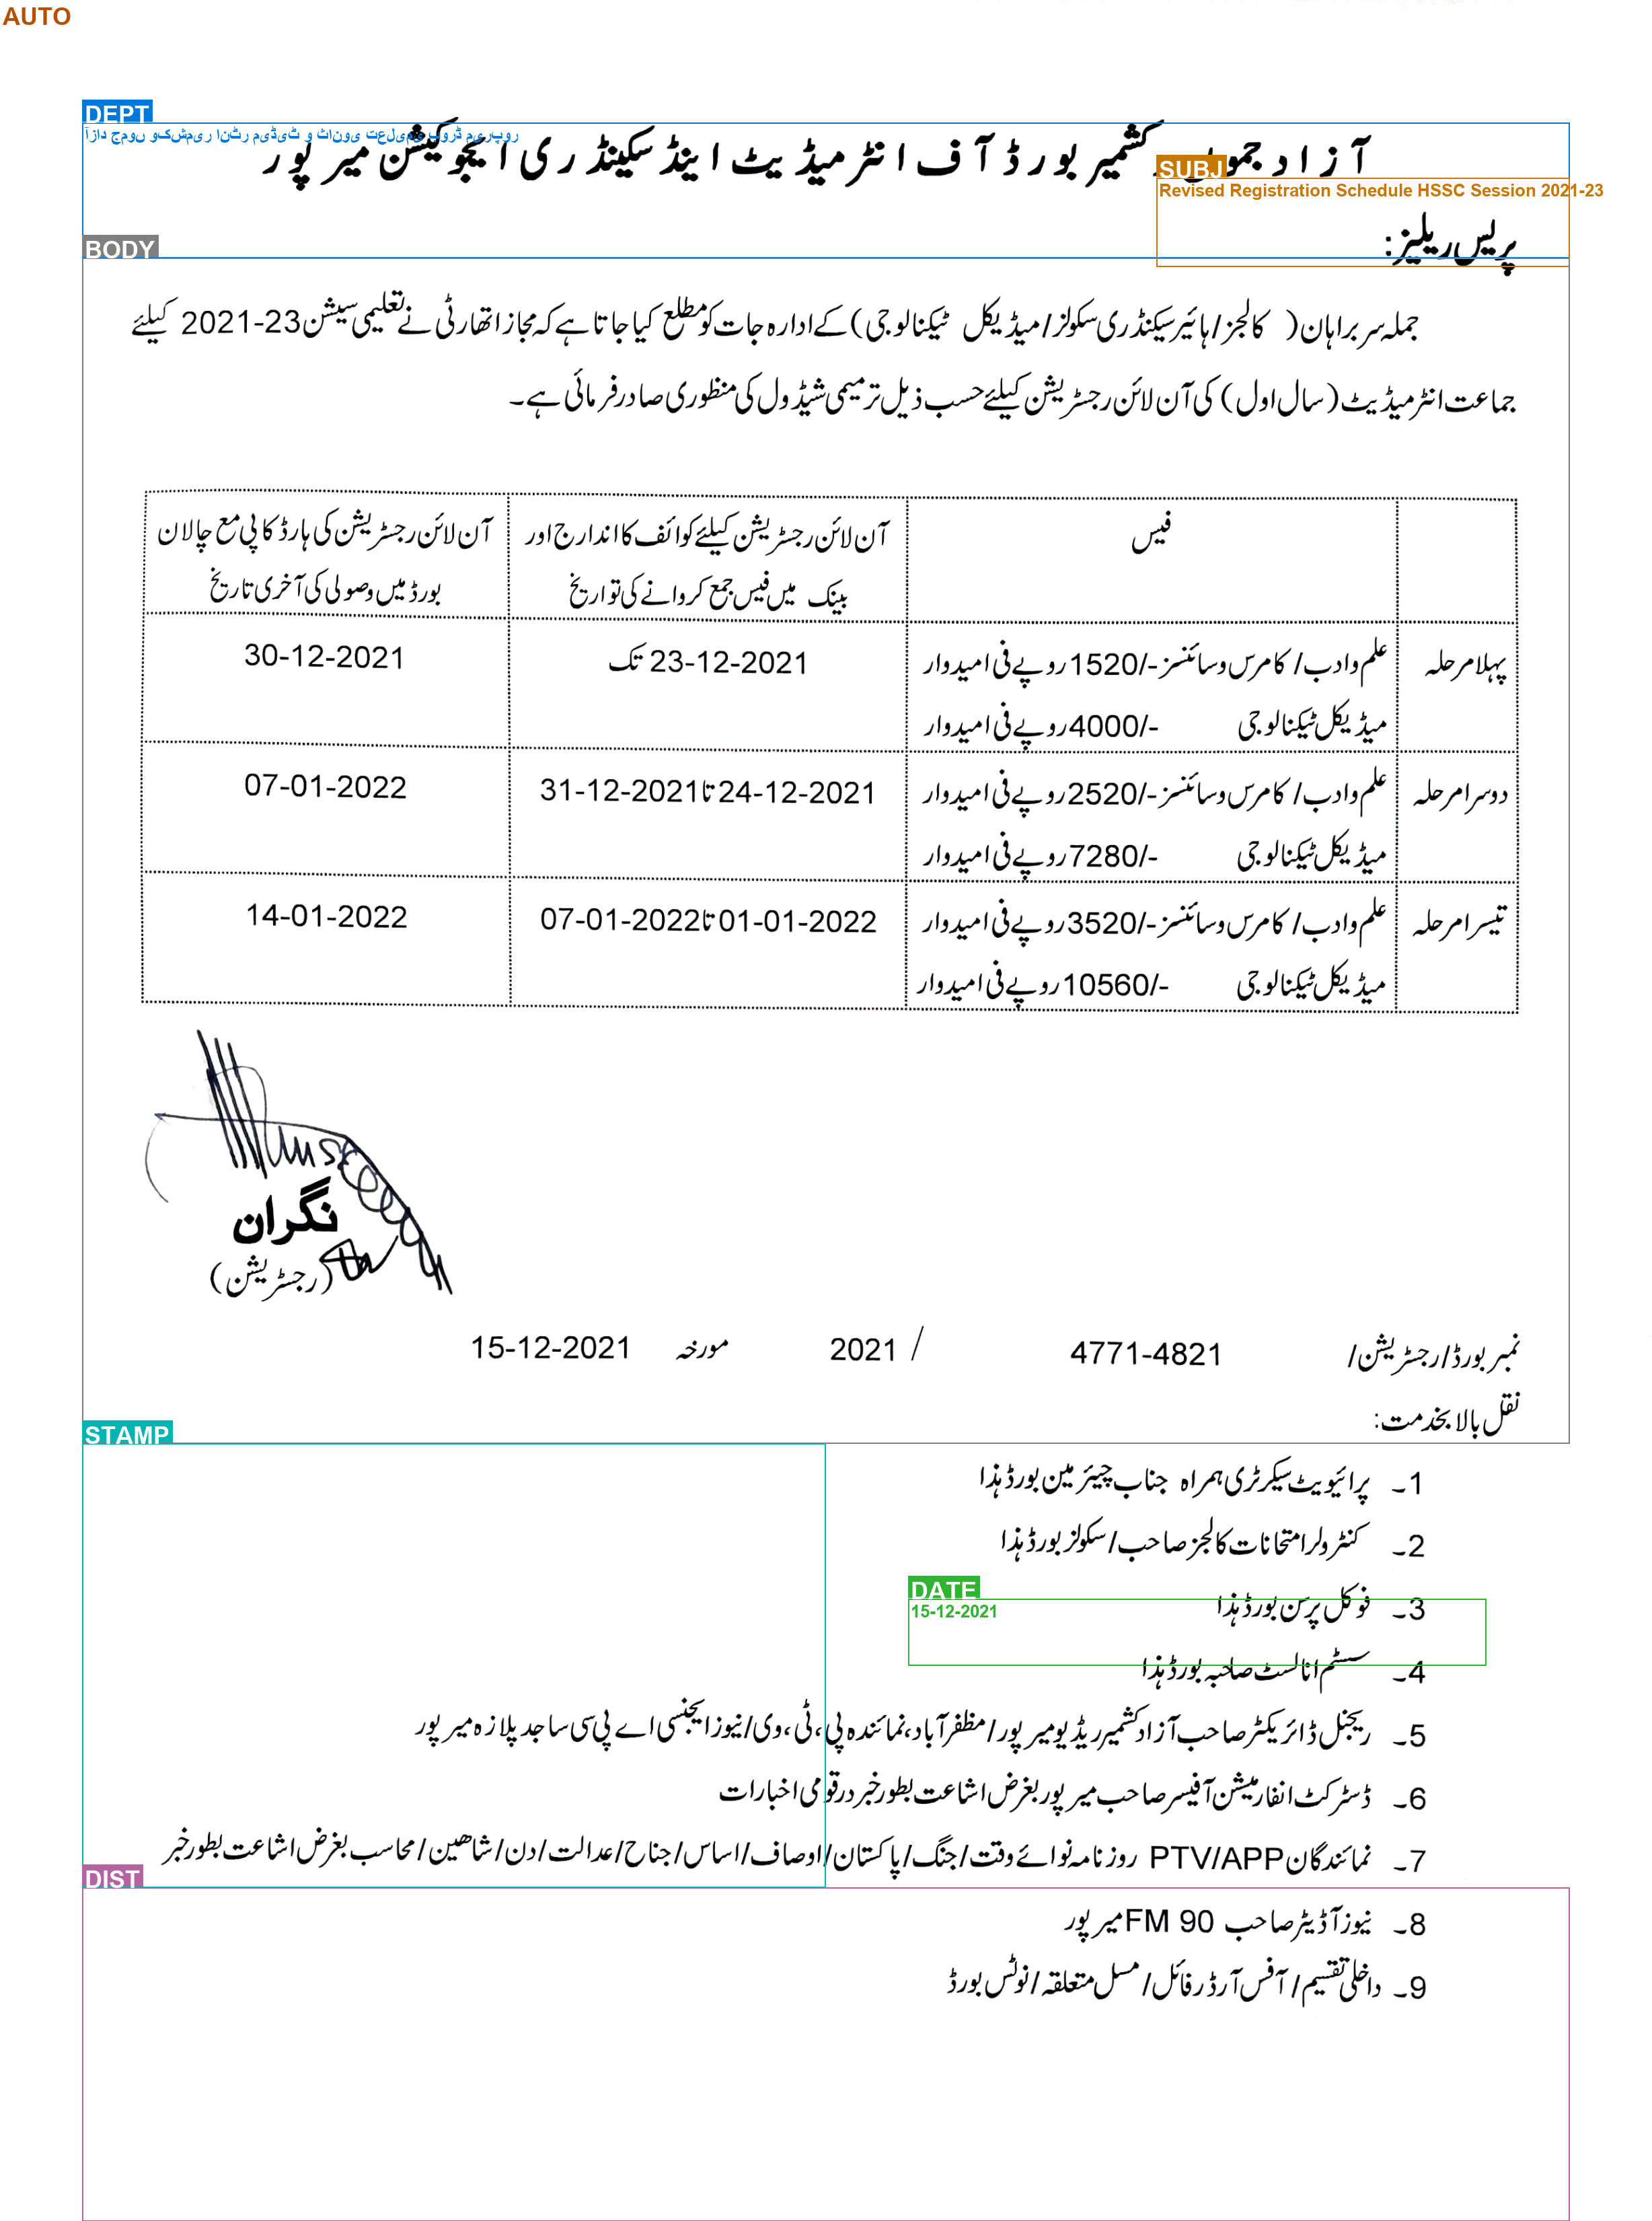 AUTO
DEPT
آزاد جموں وکشمیر انٹرمیڈیٹ و ثانوی تعلیمی بورڈ میرپور
آزاد جموں کشمیر بورڈ آف انٹرمیڈیٹ اینڈ سکینڈری ایجوکیشن میرپور
SUBJ
Revised Registration Schedule HSSC Session 2021-23
پریس ریلیز:
BODY
جملہ سربراہان ( کالجز/ہائیرسیکنڈری سکولز/میڈیکل ٹیکنالوجی) کے ادارہ جات کو مطلع کیا جاتا ہے کہ مجاز اتھارٹی نے تعلیمی سیشن 2021-23 کیلئے
جماعت انٹرمیڈیٹ (سال اول) کی آن لائن رجسٹریشن کیلئے حسب ذیل ترمیمی شیڈول کی منظوری صادر فرمائی ہے۔
فیس
آن لائن رجسٹریشن کیلئے کوائف کا اندارج اور
بینک میں فیس جمع کروانے کی تواریخ
آن لائن رجسٹریشن کی ہارڈ کاپی مع چالان
بورڈ میں وصولی کی آخری تاریخ
پہلا مرحلہ علم وادب/ کامرس وسائنسز -/1520 روپے فی امیدوار 23-12-2021 تک 30-12-2021
میڈیکل ٹیکنالوجی -/4000 روپے فی امیدوار
دوسرا مرحلہ علم وادب/ کامرس وسائنسز -/2520 روپے فی امیدوار 24-12-2021 تا 31-12-2021 07-01-2022
میڈیکل ٹیکنالوجی -/7280 روپے فی امیدوار
تیسرا مرحلہ علم وادب/ کامرس وسائنسز -/3520 روپے فی امیدوار 01-01-2022 تا 07-01-2022 14-01-2022
میڈیکل ٹیکنالوجی -/10560 روپے فی امیدوار
نگران
(رجسٹریشن)
نمبر بورڈ/رجسٹریشن/ 4771-4821 / 2021 مورخہ 15-12-2021
نقل بالا بخدمت:
STAMP
1۔ پرائیویٹ سیکرٹری ہمراہ جناب چیئرمین بورڈ ہذا
2۔ کنٹرولر امتحانات کالجز صاحب/سکولز بورڈ ہذا
DATE
15-12-2021
3۔ فوکل پرسن بورڈ ہذا
4۔ سسٹم انالسٹ صاحبہ بورڈ ہذا
5۔ ریجنل ڈائریکٹر صاحب آزاد کشمیر ریڈیو میرپور/مظفرآباد، نمائندہ پی،ٹی،وی/نیوز ایجنسی اے پی سی ساجد پلازہ میرپور
6۔ ڈسٹرکٹ انفارمیشن آفیسر صاحب میرپور بغرض اشاعت بطور خبر در قومی اخبارات
7۔ نمائندگان PTV/APP روزنامہ نوائے وقت/جنگ/پاکستان/اوصاف/اساس/جناح/عدالت/دن/شاھین/محاسب بغرض اشاعت بطور خبر
DIST
8۔ نیوز آڈیٹر صاحب FM 90 میرپور
9۔ داخلی تقسیم/ آفس آرڈر فائل/ مسل متعلقہ/نوٹس بورڈ